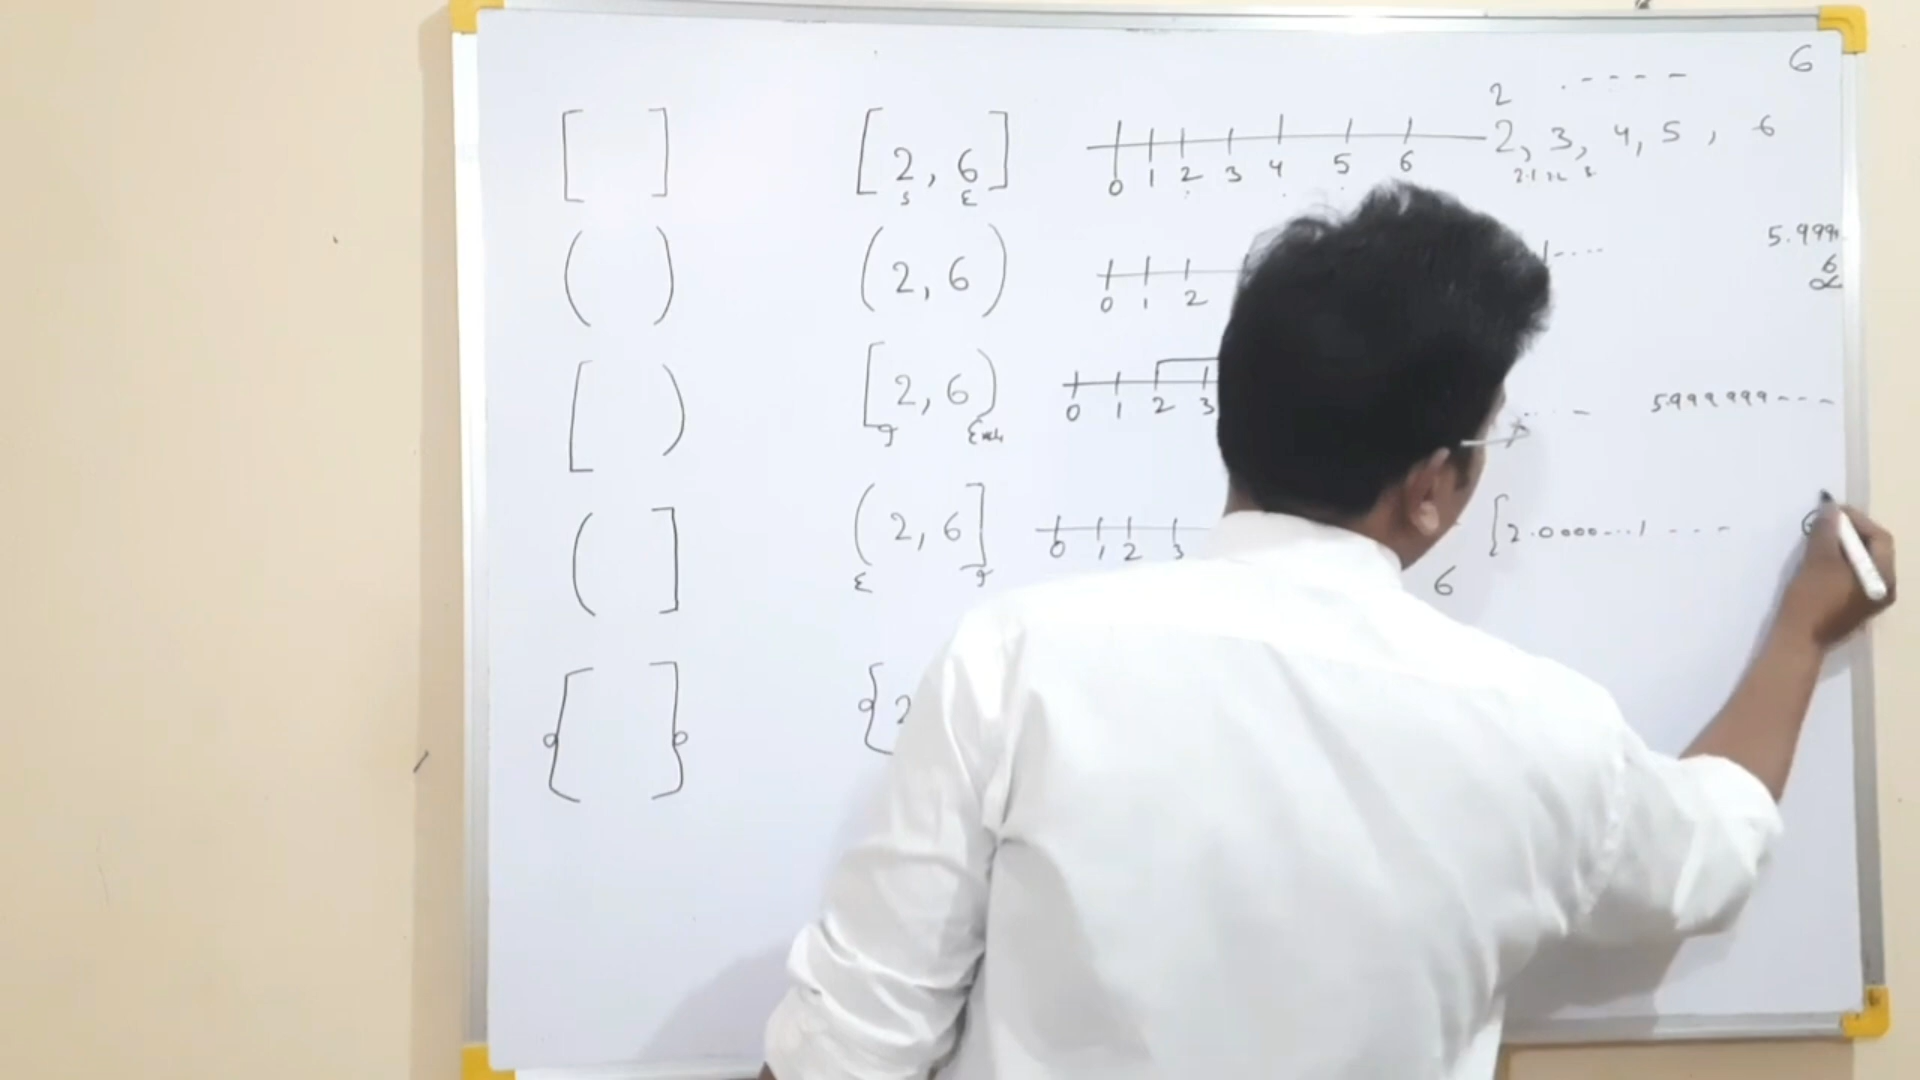 2 . - - - - 6
[ ] [ 2 , 6 ] 2, 3, 4, 5 , 6
S E 0 1 2 3 4 5 6
( ) ( 2, 6 ) 5.999
0 1 2 6
[ ) [ 2, 6 ) 5.999999 - - -
0 1 2 3
( ] ( 2, 6 ] [ 2.0000...1 - - - 6
0 1 2 3
6
{ } { 2